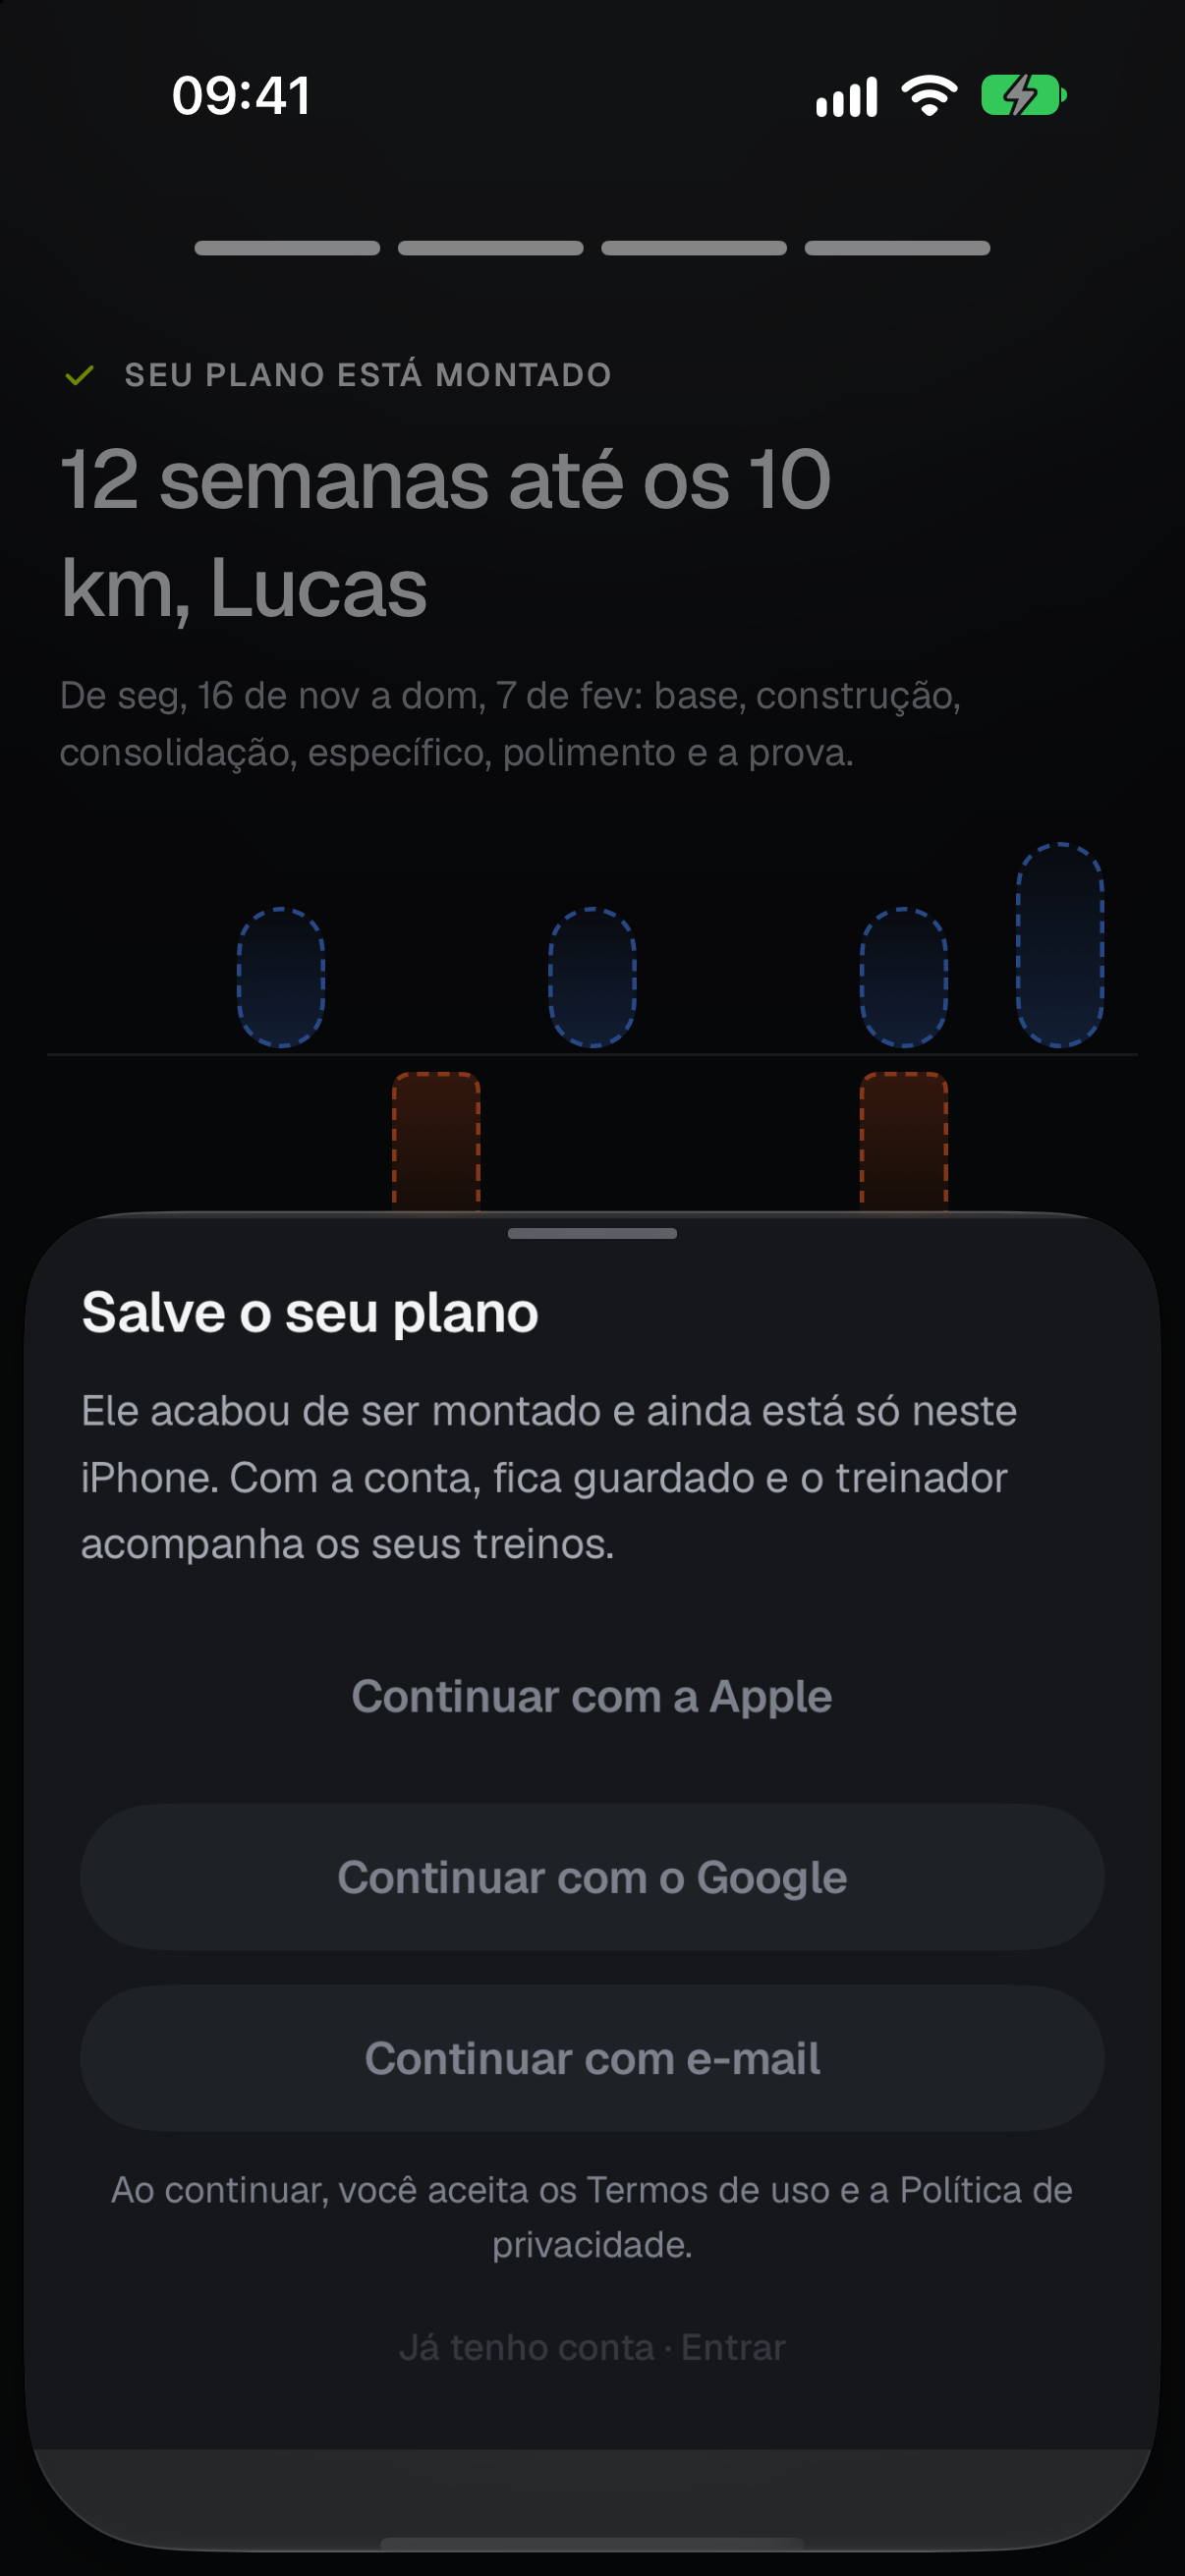 09:41
SEU PLANO ESTÁ MONTADO
12 semanas até os 10
km, Lucas
De seg, 16 de nov a dom, 7 de fev: base, construção,
consolidação, específico, polimento e a prova.
Salve o seu plano
Ele acabou de ser montado e ainda está só neste
iPhone. Com a conta, fica guardado e o treinador
acompanha os seus treinos.
Continuar com a Apple
Continuar com o Google
Continuar com e-mail
Ao continuar, você aceita os Termos de uso e a Política de
privacidade.
Já tenho conta · Entrar